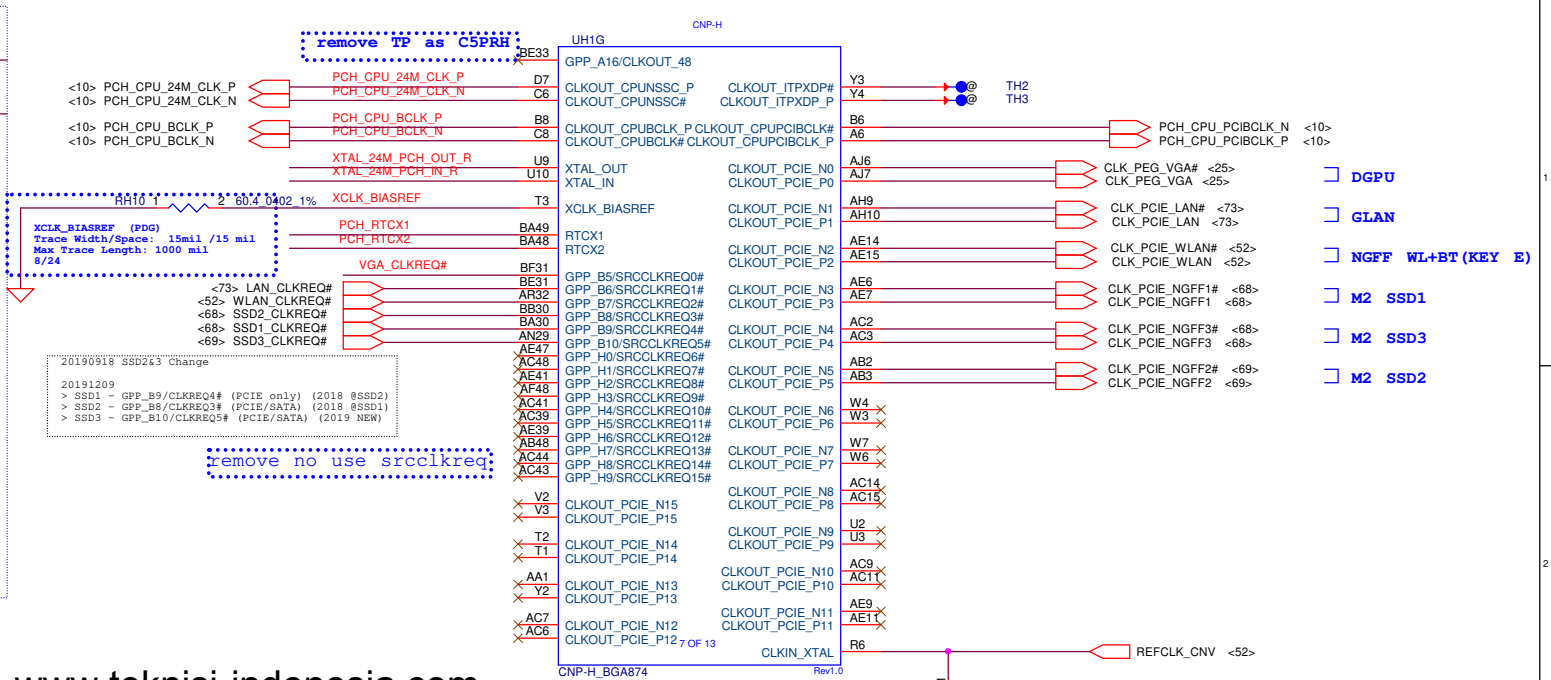 CNP-H
remove TP as C5PRH
UH1G
BE33
GPP_A16/CLKOUT_48
<10> PCH_CPU_24M_CLK_P
PCH_CPU_24M_CLK_P
D7
CLKOUT_CPUNSSC_P
CLKOUT_ITPXDP#
Y3
@
TH2
<10> PCH_CPU_24M_CLK_N
PCH_CPU_24M_CLK_N
C6
CLKOUT_CPUNSSC#
CLKOUT_ITPXDP_P
Y4
@
TH3
<10> PCH_CPU_BCLK_P
PCH_CPU_BCLK_P
B8
CLKOUT_CPUBCLK_P
CLKOUT_CPUPCIBCLK#
B6
PCH_CPU_PCIBCLK_N <10>
<10> PCH_CPU_BCLK_N
PCH_CPU_BCLK_N
C8
CLKOUT_CPUBCLK#
CLKOUT_CPUPCIBCLK_P
A6
PCH_CPU_PCIBCLK_P <10>
XTAL_24M_PCH_OUT_R
U9
XTAL_OUT
CLKOUT_PCIE_N0
AJ6
CLK_PEG_VGA# <25>
XTAL_24M_PCH_IN_R
U10
XTAL_IN
CLKOUT_PCIE_P0
AJ7
CLK_PEG_VGA <25>
DGPU
1
RH10 1
2 60.4_0402_1%
XCLK_BIASREF
T3
XCLK_BIASREF
CLKOUT_PCIE_N1
AH9
CLK_PCIE_LAN# <73>
CLKOUT_PCIE_P1
AH10
CLK_PCIE_LAN <73>
GLAN
XCLK_BIASREF (PDG)
Trace Width/Space: 15mil /15 mil
Max Trace Length: 1000 mil
8/24
PCH_RTCX1
BA49
RTCX1
PCH_RTCX2
BA48
RTCX2
CLKOUT_PCIE_N2
AE14
CLK_PCIE_WLAN# <52>
CLKOUT_PCIE_P2
AE15
CLK_PCIE_WLAN <52>
NGFF WL+BT(KEY E)
VGA_CLKREQ#
BF31
GPP_B5/SRCCLKREQ0#
<73> LAN_CLKREQ#
BE31
GPP_B6/SRCCLKREQ1#
CLKOUT_PCIE_N3
AE6
CLK_PCIE_NGFF1# <68>
<52> WLAN_CLKREQ#
AR32
GPP_B7/SRCCLKREQ2#
CLKOUT_PCIE_P3
AE7
CLK_PCIE_NGFF1 <68>
M2 SSD1
<68> SSD2_CLKREQ#
BB30
GPP_B8/SRCCLKREQ3#
<68> SSD1_CLKREQ#
BA30
GPP_B9/SRCCLKREQ4#
CLKOUT_PCIE_N4
AC2
CLK_PCIE_NGFF3# <68>
<69> SSD3_CLKREQ#
AN29
GPP_B10/SRCCLKREQ5#
CLKOUT_PCIE_P4
AC3
CLK_PCIE_NGFF3 <68>
M2 SSD3
AE47
GPP_H0/SRCCLKREQ6#
AC48
GPP_H1/SRCCLKREQ7#
CLKOUT_PCIE_N5
AB2
CLK_PCIE_NGFF2# <69>
AE41
GPP_H2/SRCCLKREQ8#
CLKOUT_PCIE_P5
AB3
CLK_PCIE_NGFF2 <69>
M2 SSD2
20190918 SSD2&3 Change
20191209
> SSD1 - GPP_B9/CLKREQ4# (PCIE only) (2018 @SSD2)
> SSD2 - GPP_B8/CLKREQ3# (PCIE/SATA) (2018 @SSD1)
> SSD3 - GPP_B10/CLKREQ5# (PCIE/SATA) (2019 NEW)
AF48
GPP_H3/SRCCLKREQ9#
AC41
GPP_H4/SRCCLKREQ10#
CLKOUT_PCIE_N6
W4
AC39
GPP_H5/SRCCLKREQ11#
CLKOUT_PCIE_P6
W3
AE39
GPP_H6/SRCCLKREQ12#
AB48
GPP_H7/SRCCLKREQ13#
CLKOUT_PCIE_N7
W7
remove no use srcclkreq
AC44
GPP_H8/SRCCLKREQ14#
CLKOUT_PCIE_P7
W6
AC43
GPP_H9/SRCCLKREQ15#
CLKOUT_PCIE_N8
AC14
V2
CLKOUT_PCIE_N15
CLKOUT_PCIE_P8
AC15
V3
CLKOUT_PCIE_P15
CLKOUT_PCIE_N9
U2
T2
CLKOUT_PCIE_N14
CLKOUT_PCIE_P9
U3
T1
CLKOUT_PCIE_P14
CLKOUT_PCIE_N10
AC9
2
AA1
CLKOUT_PCIE_N13
CLKOUT_PCIE_P10
AC11
Y2
CLKOUT_PCIE_P13
CLKOUT_PCIE_N11
AE9
AC7
CLKOUT_PCIE_N12
CLKOUT_PCIE_P11
AE11
AC6
CLKOUT_PCIE_P12
7 OF 13
CLKIN_XTAL
R6
REFCLK_CNV <52>
CNP-H_BGA874
Rev1.0
www.teknisi-indonesia.com